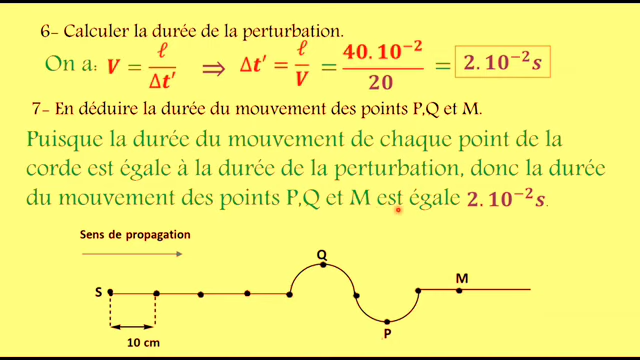 6- Calculer la durée de la perturbation.
On a: V = ℓ/Δt′ ⇒ Δt′ = ℓ/V = 40.10⁻²/20 = 2.10⁻²s
7- En déduire la durée du mouvement des points P,Q et M.
Puisque la durée du mouvement de chaque point de la
corde est égale à la durée de la perturbation, donc la durée
du mouvement des points P,Q et M est égale 2.10⁻²s.
Sens de propagation
Q
M
S
P
10 cm